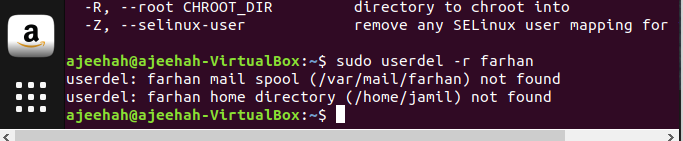 -R, --root CHROOT_DIR directory to chroot into
-Z, --selinux-user remove any SELinux user mapping for
ajeehah@ajeehah-VirtualBox:~$ sudo userdel -r farhan
userdel: farhan mail spool (/var/mail/farhan) not found
userdel: farhan home directory (/home/jamil) not found
ajeehah@ajeehah-VirtualBox:~$
a